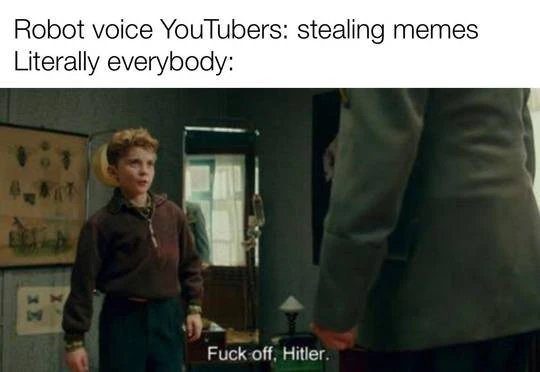 Robot voice YouTubers: stealing memes
Literally everybody:
Fuck off, Hitler.